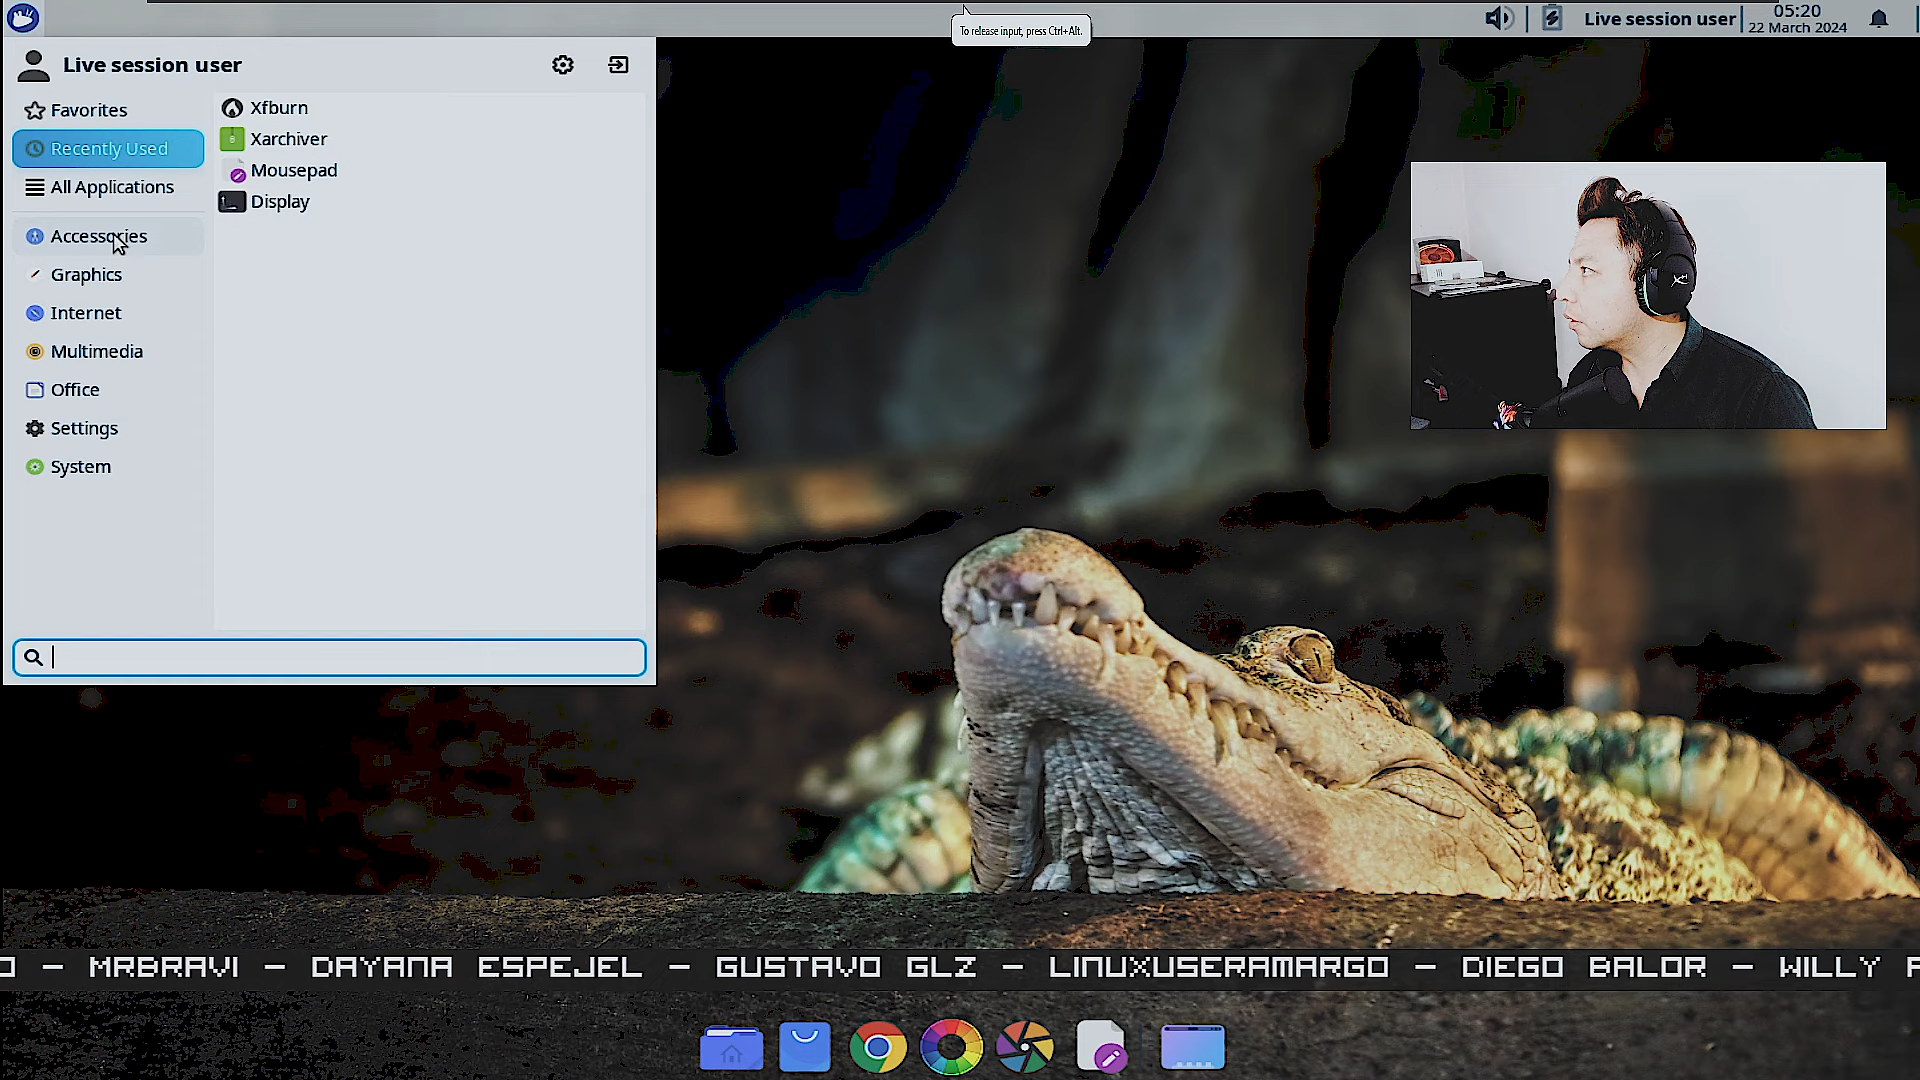 To release input, press Ctrl+Alt.
Live session user
05:20
22 March 2024
Live session user
Favorites
Recently Used
All Applications
Accessories
Graphics
Internet
Multimedia
Office
Settings
System
Xfburn
Xarchiver
Mousepad
Display
– MRBRAVI – DAYANA ESPEJEL – GUSTAVO GLZ – LINUXUSERAMARGO – DIEGO BALOR – WILLY